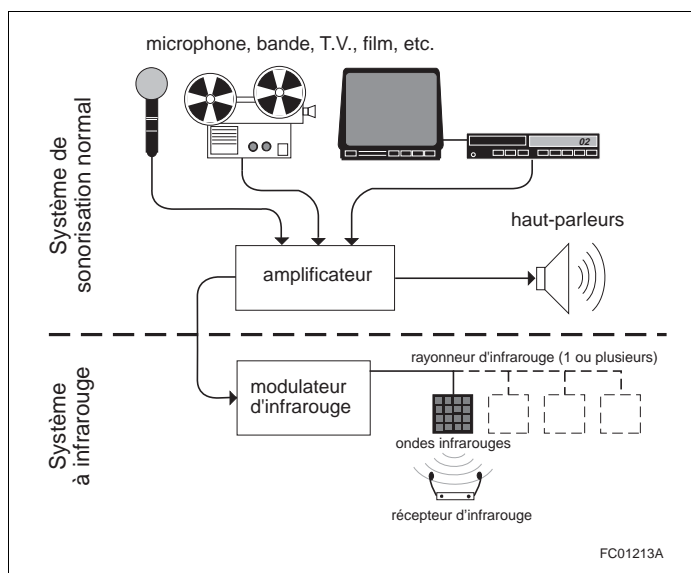 microphone, bande, T.V., film, etc.
Système de
sonorisation normal
02
haut-parleurs
amplificateur
rayonneur d'infrarouge (1 ou plusieurs)
modulateur
d'infrarouge
Système
à infrarouge
ondes infrarouges
récepteur d'infrarouge
FC01213A